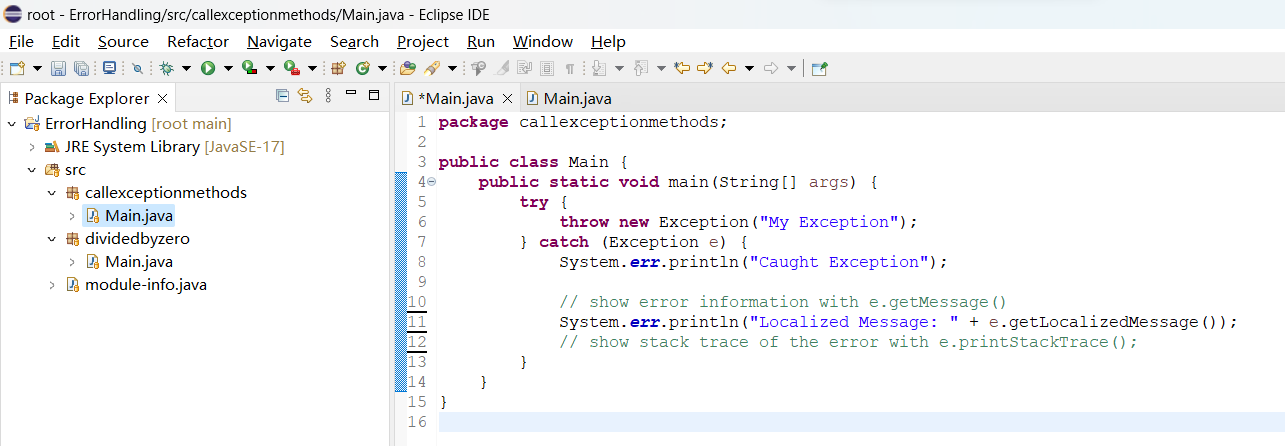 root - ErrorHandling/src/callexceptionmethods/Main.java - Eclipse IDE
File Edit Source Refactor Navigate Search Project Run Window Help
Package Explorer
ErrorHandling [root main]
JRE System Library [JavaSE-17]
src
callexceptionmethods
Main.java
dividedbyzero
Main.java
module-info.java
*Main.java Main.java
1 package callexceptionmethods;
2
3 public class Main {
4 public static void main(String[] args) {
5 try {
6 throw new Exception("My Exception");
7 } catch (Exception e) {
8 System.err.println("Caught Exception");
9
10 // show error information with e.getMessage()
11 System.err.println("Localized Message: " + e.getLocalizedMessage());
12 // show stack trace of the error with e.printStackTrace();
13 }
14 }
15 }
16